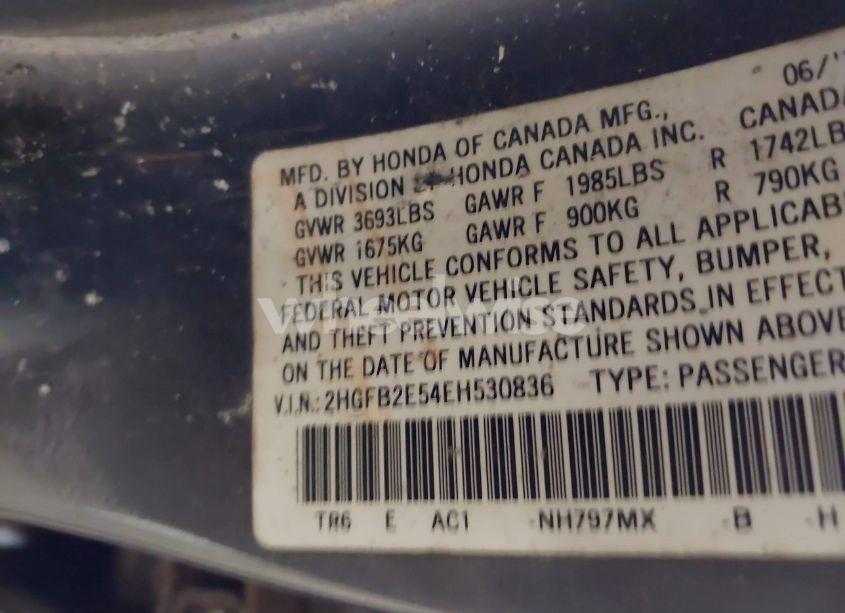 06/
MFD. BY HONDA OF CANADA MFG.,
A DIVISION HONDA CANADA INC. CANADA
GVWR 3693LBS GAWR F 1985LBS R 1742LB
GVWR 1675KG GAWR F 900KG R 790KG
THIS VEHICLE CONFORMS TO ALL APPLICAB
FEDERAL MOTOR VEHICLE SAFETY, BUMPER,
AND THEFT PREVENTION STANDARDS IN EFFECT
ON THE DATE OF MANUFACTURE SHOWN ABOVE
V.I.N.: 2HGFB2E54EH530836 TYPE: PASSENGER
TR6 E AC1 NH797MX B H